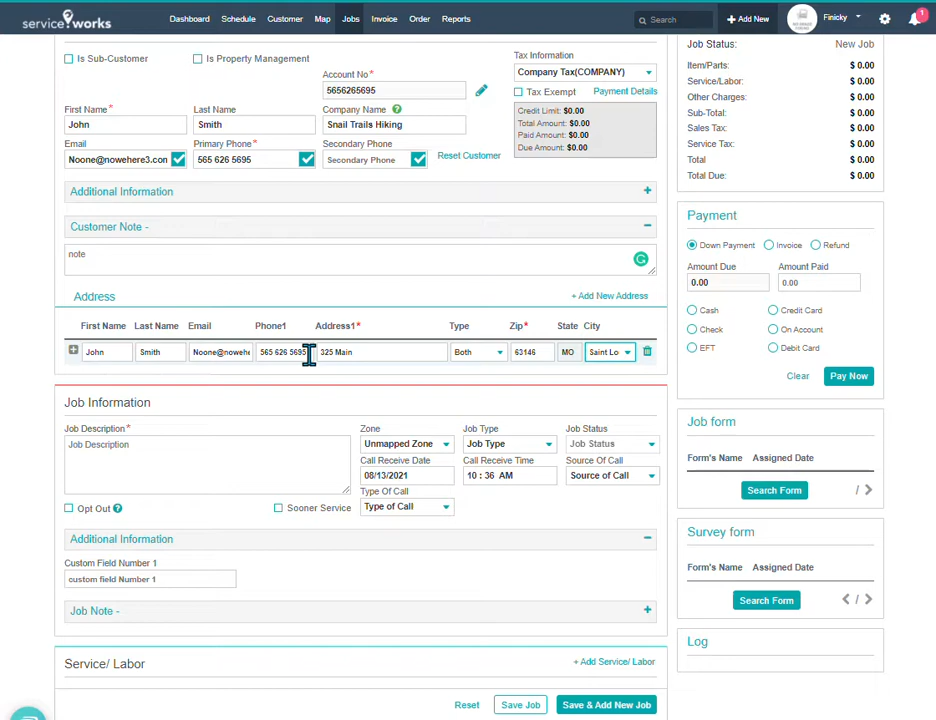 service works Dashboard Schedule Customer Map Jobs Invoice Order Reports Search + Add New Finicky 1
Is Sub-Customer Is Property Management
Account No*
5656265695
First Name* Last Name Company Name ?
John Smith Snail Trails Hiking
Email Primary Phone* Secondary Phone
Noone@nowehere3.com 565 626 5695 Secondary Phone Reset Customer
Tax Information
Company Tax(COMPANY)
Tax Exempt Payment Details
Credit Limit: $0.00
Total Amount: $0.00
Paid Amount: $0.00
Due Amount: $0.00
Additional Information +
Customer Note - −
note
Address + Add New Address
First Name Last Name Email Phone1 Address1* Type Zip* State City
John Smith Noone@nowehe 565 626 5695 325 Main Both 63146 MO Saint Lo
Job Information
Job Description*
Job Description
Zone Job Type Job Status
Unmapped Zone Job Type Job Status
Call Receive Date Call Receive Time Source Of Call
08/13/2021 10 : 36 AM Source of Call
Type Of Call
Type of Call
Opt Out ? Sooner Service
Additional Information −
Custom Field Number 1
custom field Number 1
Job Note - +
Service/ Labor + Add Service/ Labor
Reset Save Job Save & Add New Job
Job Status: New Job
Item/Parts: $ 0.00
Service/Labor: $ 0.00
Other Charges: $ 0.00
Sub-Total: $ 0.00
Sales Tax: $ 0.00
Service Tax: $ 0.00
Total $ 0.00
Total Due: $ 0.00
Payment
Down Payment Invoice Refund
Amount Due Amount Paid
0.00 0.00
Cash Credit Card
Check On Account
EFT Debit Card
Clear Pay Now
Job form
Form's Name Assigned Date
Search Form / >
Survey form
Form's Name Assigned Date
Search Form < / >
Log